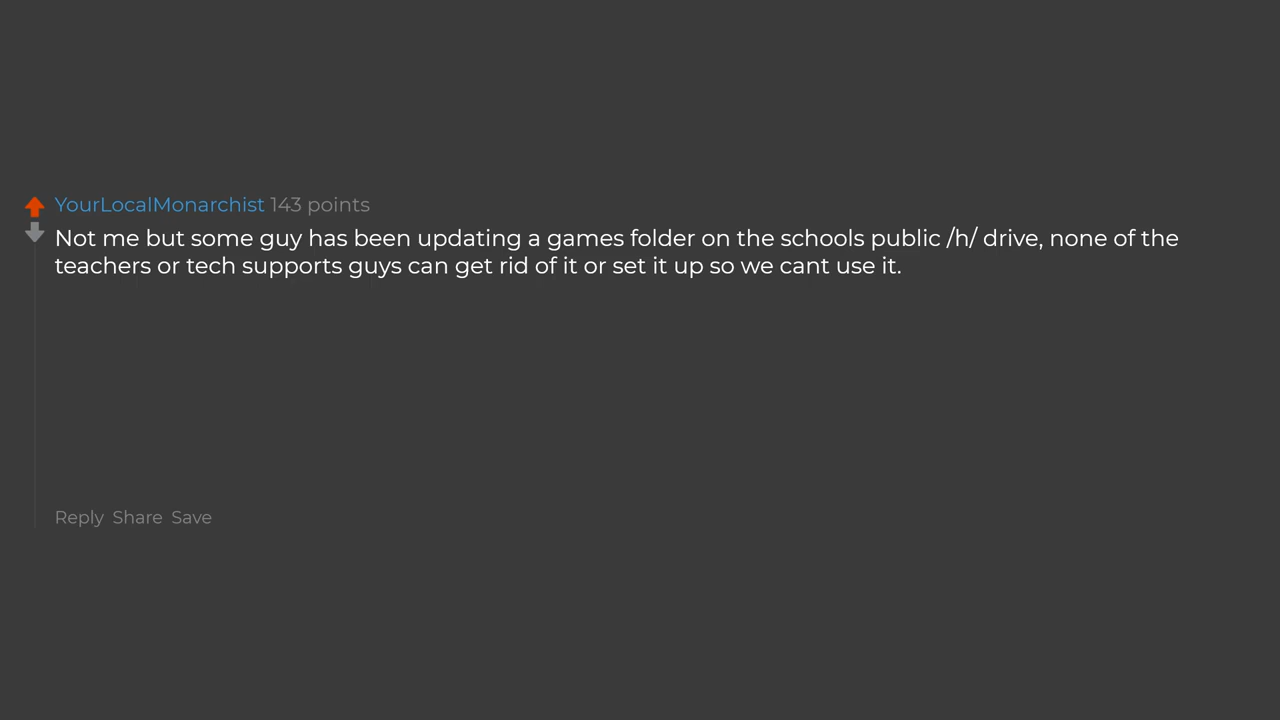 YourLocalMonarchist 143 points
Not me but some guy has been updating a games folder on the schools public /h/ drive, none of the
teachers or tech supports guys can get rid of it or set it up so we cant use it.
Reply Share Save